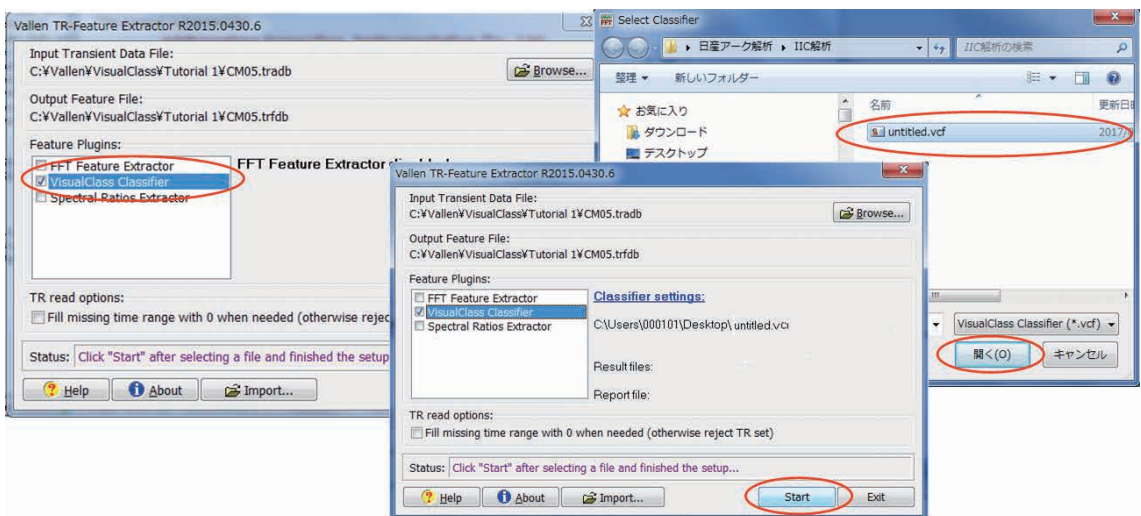 Vallen TR-Feature Extractor R2015.0430.6
Input Transient Data File:
C:¥Vallen¥VisualClass¥Tutorial 1¥CM05.tradb
Browse...
Output Feature File:
C:¥Vallen¥VisualClass¥Tutorial 1¥CM05.trfdb
Feature Plugins:
FFT Feature Extractor
VisualClass Classifier
Spectral Ratios Extractor
FFT Feature Extractor
TR read options:
Fill missing time range with 0 when needed (otherwise rejec
Status: Click "Start" after selecting a file and finished the setup
Help
About
Import...
Select Classifier
日産アーク解析 ▸ IIC解析
IIC解析の検索
整理
新しいフォルダー
お気に入り
ダウンロード
デスクトップ
名前
更新日
untitled.vcf
2017/
VisualClass Classifier (*.vcf)
開く(O)
キャンセル
Vallen TR-Feature Extractor R2015.0430.6
Input Transient Data File:
C:¥Vallen¥VisualClass¥Tutorial 1¥CM05.tradb
Browse...
Output Feature File:
C:¥Vallen¥VisualClass¥Tutorial 1¥CM05.trfdb
Feature Plugins:
FFT Feature Extractor
VisualClass Classifier
Spectral Ratios Extractor
Classifier settings:
C:\Users\000101\Desktop\ untitled.vc
Result files:
Report file:
TR read options:
Fill missing time range with 0 when needed (otherwise reject TR set)
Status: Click "Start" after selecting a file and finished the setup...
Help
About
Import...
Start
Exit